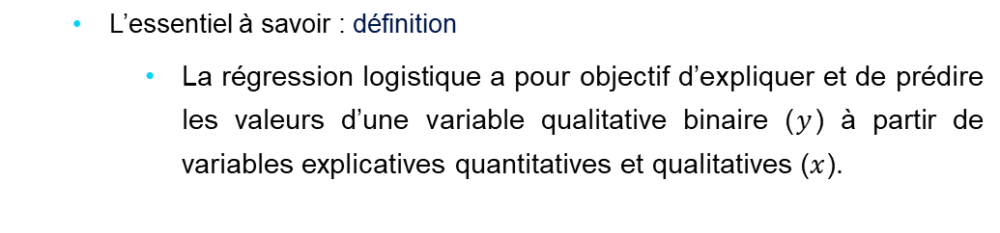 • L’essentiel à savoir : définition
• La régression logistique a pour objectif d’expliquer et de prédire
les valeurs d’une variable qualitative binaire (𝑦) à partir de
variables explicatives quantitatives et qualitatives (𝑥).